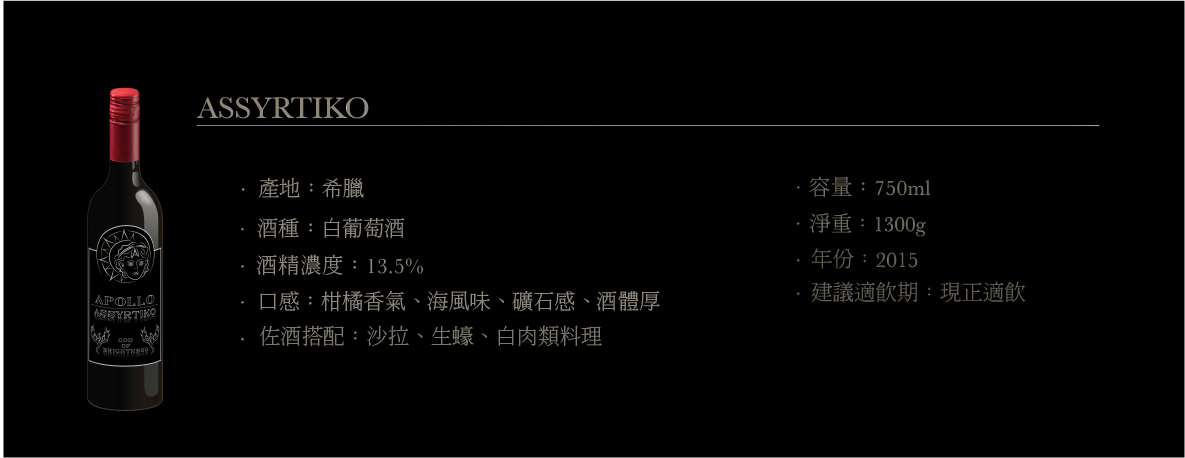 ASSYRTIKO
· 產地：希臘
· 酒種：白葡萄酒
· 酒精濃度：13.5%
· 口感：柑橘香氣、海風味、礦石感、酒體厚
· 佐酒搭配：沙拉、生蠔、白肉類料理
· 容量：750ml
· 淨重：1300g
· 年份：2015
· 建議適飲期：現正適飲
APOLLO
ASSYRTIKO
GOD
OF
BRIGHTNESS